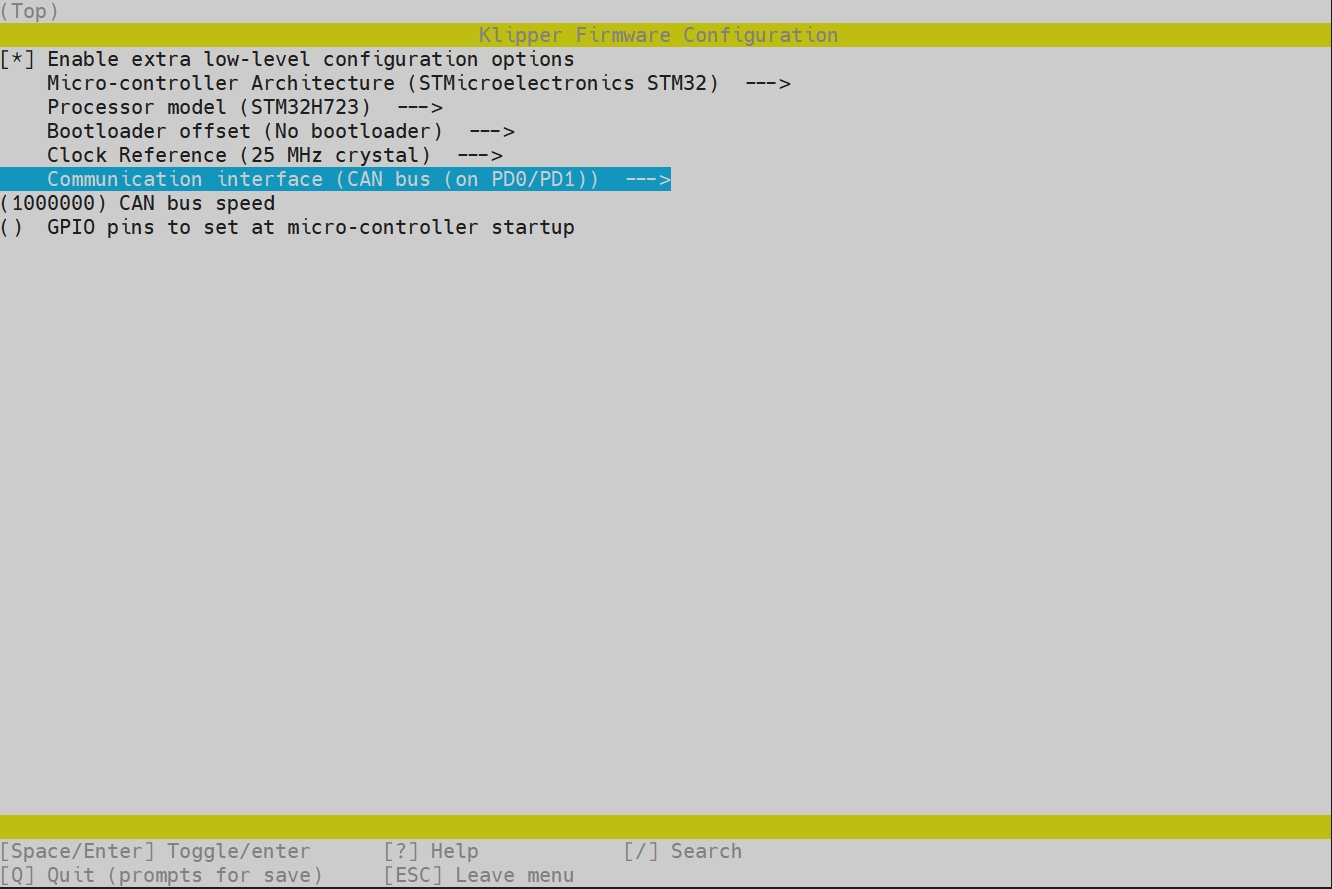 (Top)
Klipper Firmware Configuration
[*] Enable extra low-level configuration options
Micro-controller Architecture (STMicroelectronics STM32)  --->
Processor model (STM32H723)  --->
Bootloader offset (No bootloader)  --->
Clock Reference (25 MHz crystal)  --->
Communication interface (CAN bus (on PD0/PD1))  --->
(1000000) CAN bus speed
()  GPIO pins to set at micro-controller startup
[Space/Enter] Toggle/enter      [?] Help            [/] Search
[Q] Quit (prompts for save)     [ESC] Leave menu